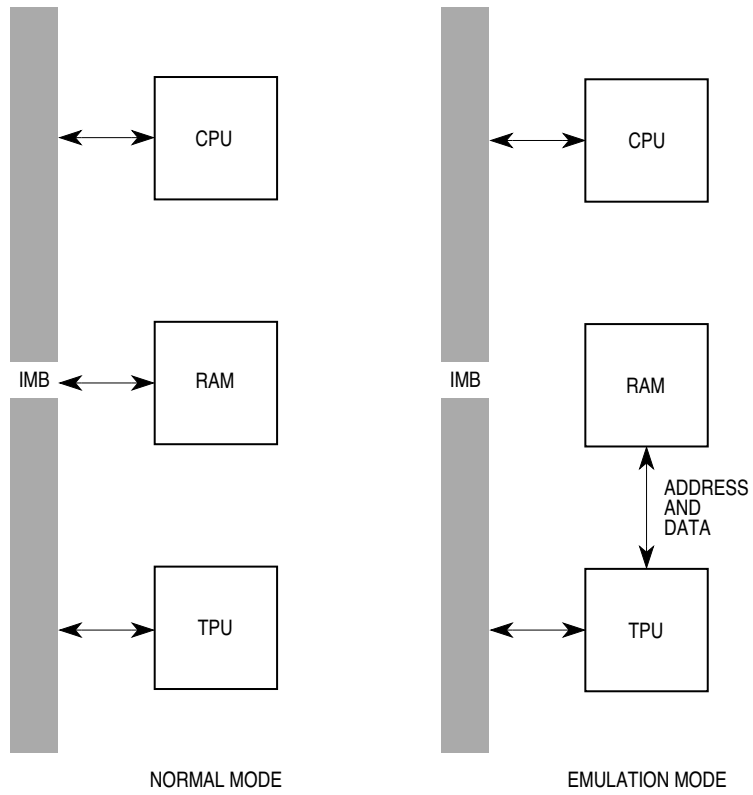 CPU
IMB
RAM
TPU
NORMAL MODE
CPU
IMB
RAM
ADDRESS
AND
DATA
TPU
EMULATION MODE